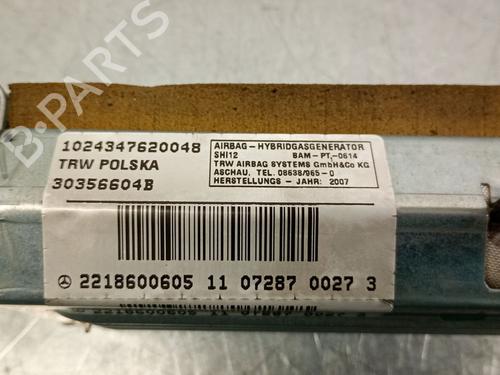 1024347620048
TRW POLSKA
30356604B
AIRBAG-HYBRIDGASGENERATOR
SHI12 BAM-PT,-0614
TRW AIRBAG SYSTEMS GmbH&Co KG
ASCHAU, TEL. 08638/965-0
HERSTELLUNGS - JAHR: 2007
2218600605 11 07287 0027 3
B-PARTS